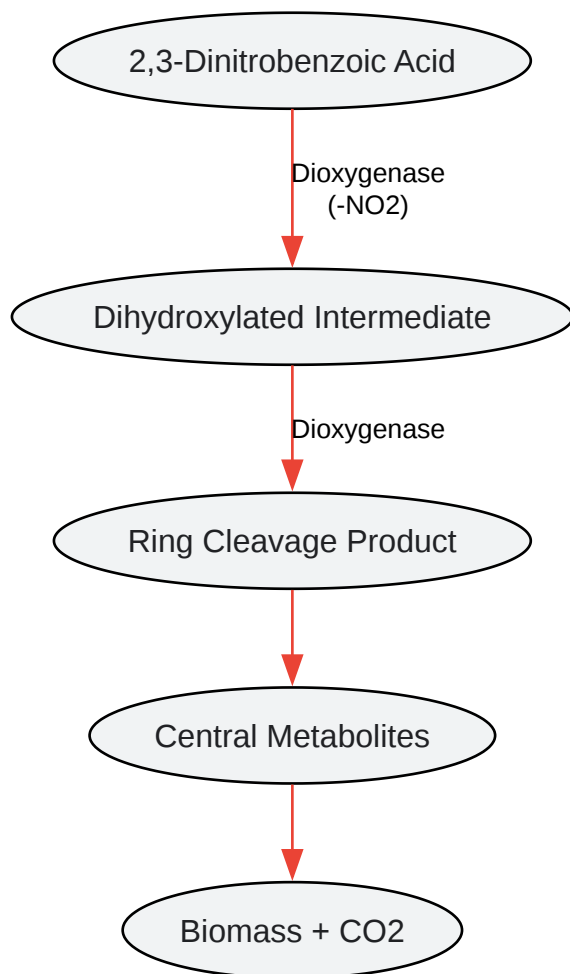 2,3-Dinitrobenzoic Acid
Dioxygenase
(-NO2)
Dihydroxylated Intermediate
Dioxygenase
Ring Cleavage Product
Central Metabolites
Biomass + CO2